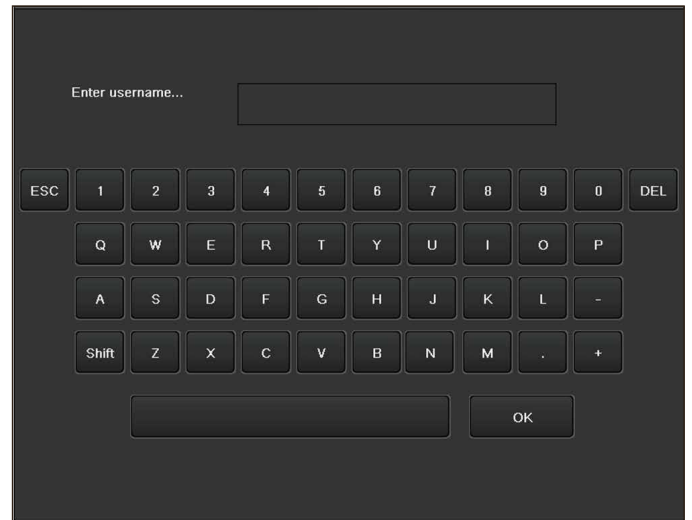 Enter username...
ESC 1 2 3 4 5 6 7 8 9 0 DEL
Q W E R T Y U I O P
A S D F G H J K L -
Shift Z X C V B N M . +
OK